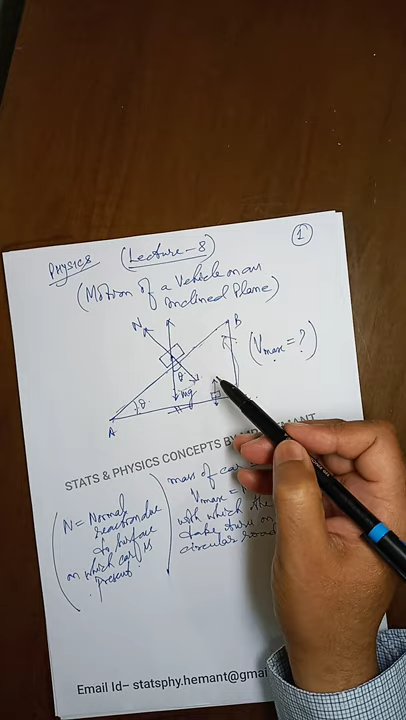 PHYSICS
(Lecture-8)
1
(Motion of a Vehicle on an
Inclined Plane)
N
B
θ
mg
θ
A
(Vmax = ?)
STATS & PHYSICS CONCEPTS BY HEMANT
N = Normal
reaction due
to surface
on which car is
present
mass of car
Vmax =
with which the
take turn on
circular road
Email Id– statsphy.hemant@gmai